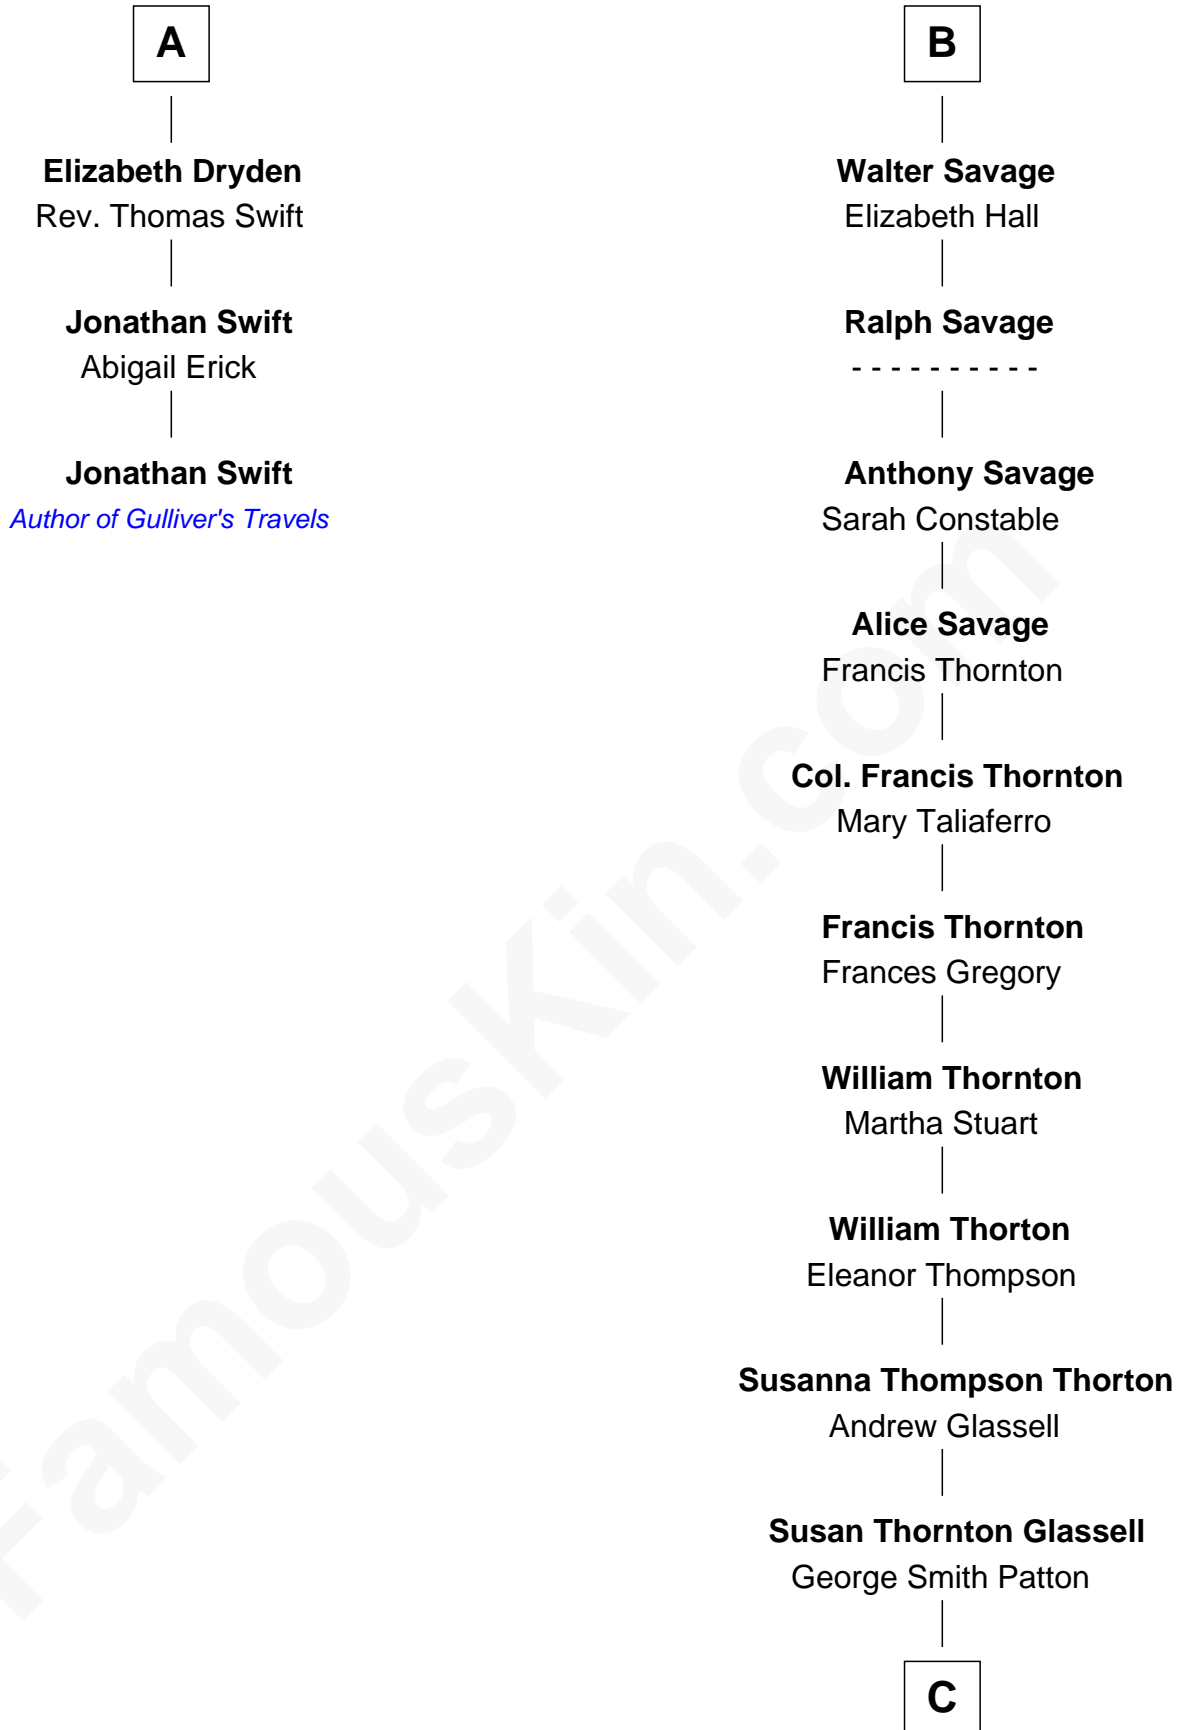 A
Elizabeth Dryden
Rev. Thomas Swift
Jonathan Swift
Abigail Erick
Jonathan Swift
Author of Gulliver's Travels
B
Walter Savage
Elizabeth Hall
Ralph Savage
- - - - - - - - - -
Anthony Savage
Sarah Constable
Alice Savage
Francis Thornton
Col. Francis Thornton
Mary Taliaferro
Francis Thornton
Frances Gregory
William Thornton
Martha Stuart
William Thorton
Eleanor Thompson
Susanna Thompson Thorton
Andrew Glassell
Susan Thornton Glassell
George Smith Patton
C
FamousKin.com